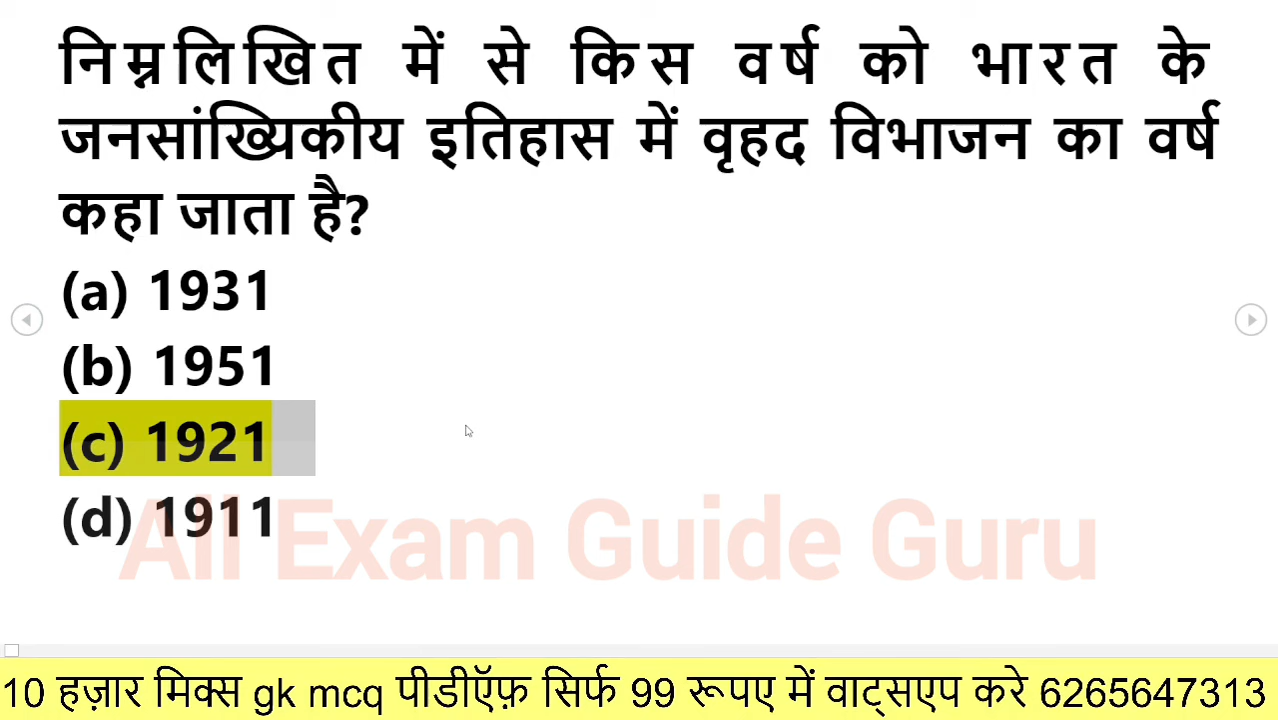 निम्नलिखित में से किस वर्ष को भारत के
जनसांख्यिकीय इतिहास में वृहद विभाजन का वर्ष
कहा जाता है?
(a) 1931
(b) 1951
(c) 1921
(d) 1911
All Exam Guide Guru
10 हज़ार मिक्स gk mcq पीडीऍफ़ सिर्फ 99 रूपए में वाट्सएप करे 6265647313